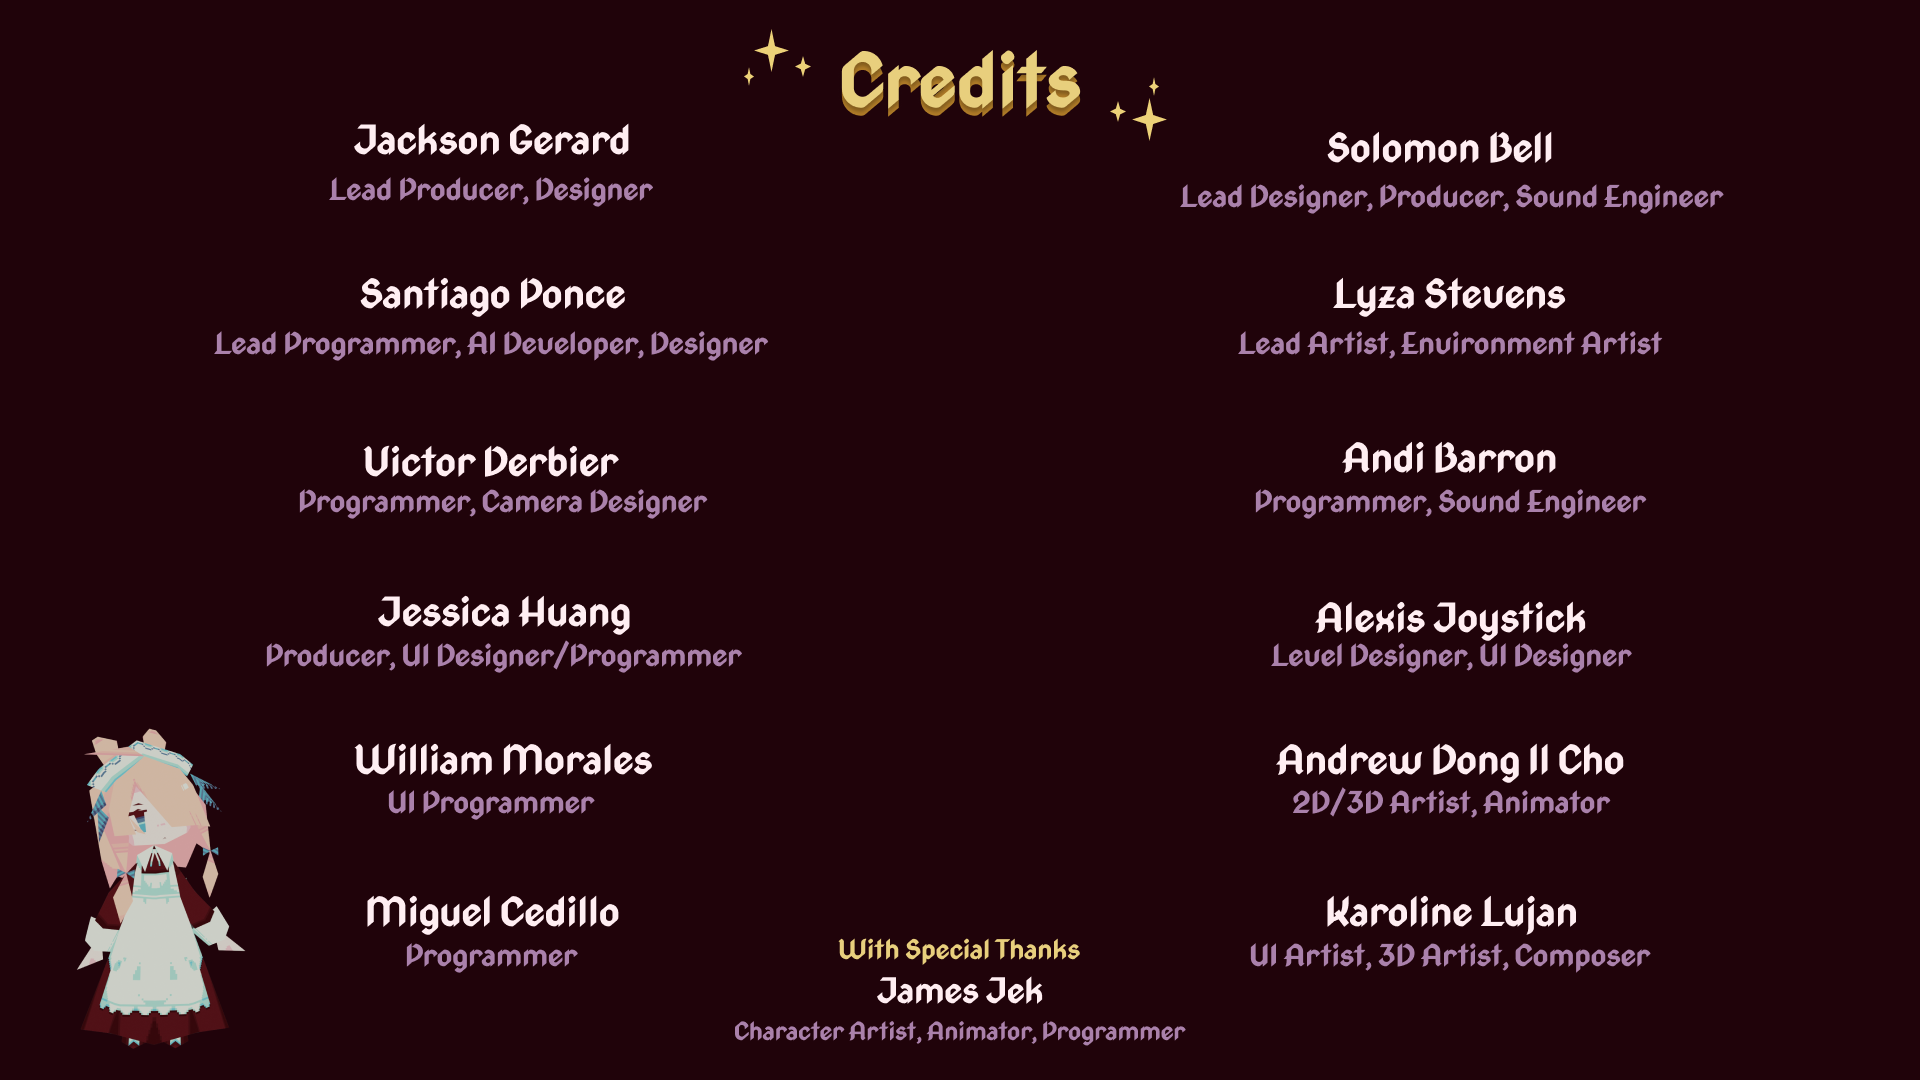 Credits
Jackson Gerard
Lead Producer, Designer
Solomon Bell
Lead Designer, Producer, Sound Engineer
Santiago Ponce
Lead Programmer, AI Developer, Designer
Lyza Stevens
Lead Artist, Environment Artist
Victor Derbier
Programmer, Camera Designer
Andi Barron
Programmer, Sound Engineer
Jessica Huang
Producer, UI Designer/Programmer
Alexis Joystick
Level Designer, UI Designer
William Morales
UI Programmer
Andrew Dong Il Cho
2D/3D Artist, Animator
Miguel Cedillo
Programmer
Karoline Lujan
UI Artist, 3D Artist, Composer
With Special Thanks
James Jek
Character Artist, Animator, Programmer